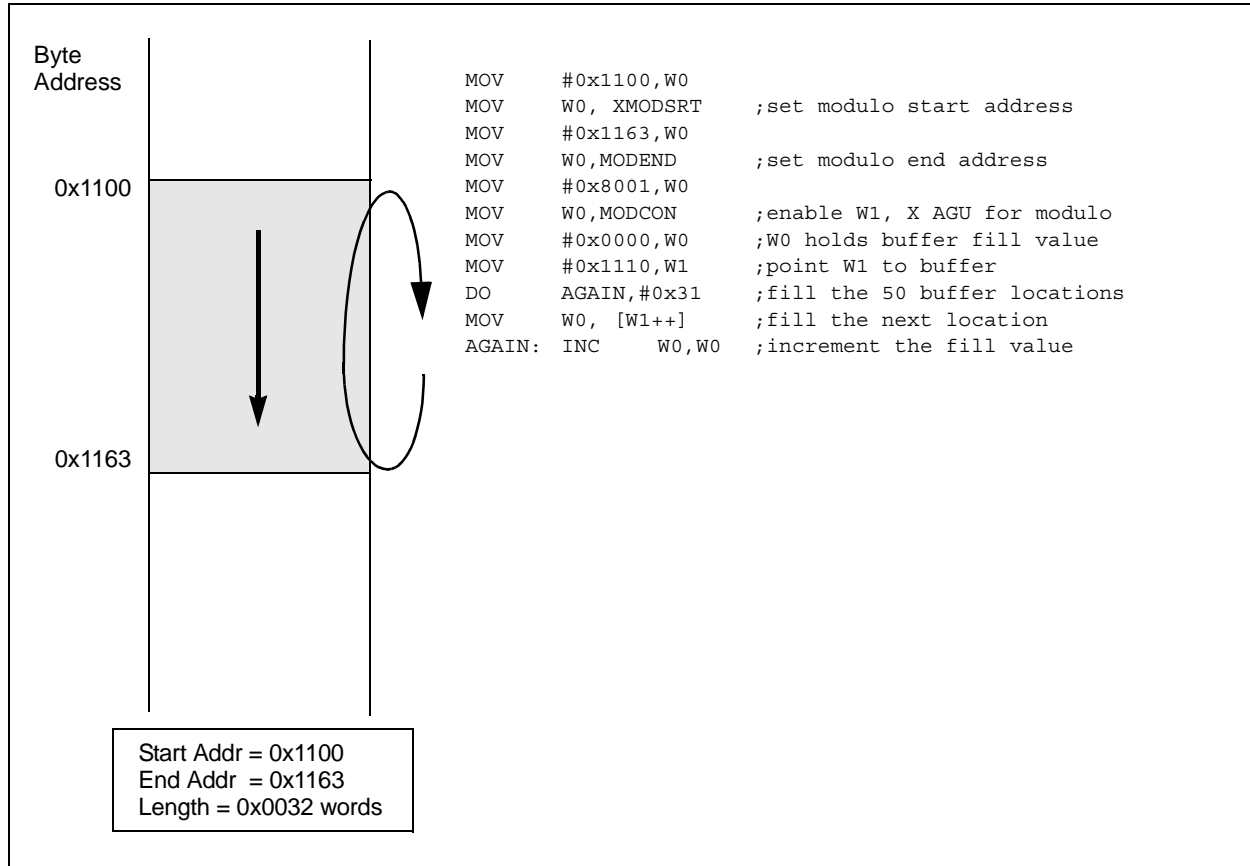 Byte
Address
0x1100
0x1163
MOV #0x1100,W0
MOV W0, XMODSRT ;set modulo start address
MOV #0x1163,W0
MOV W0,MODEND ;set modulo end address
MOV #0x8001,W0
MOV W0,MODCON ;enable W1, X AGU for modulo
MOV #0x0000,W0 ;W0 holds buffer fill value
MOV #0x1110,W1 ;point W1 to buffer
DO AGAIN,#0x31 ;fill the 50 buffer locations
MOV W0, [W1++] ;fill the next location
AGAIN: INC W0,W0 ;increment the fill value
Start Addr = 0x1100
End Addr = 0x1163
Length = 0x0032 words